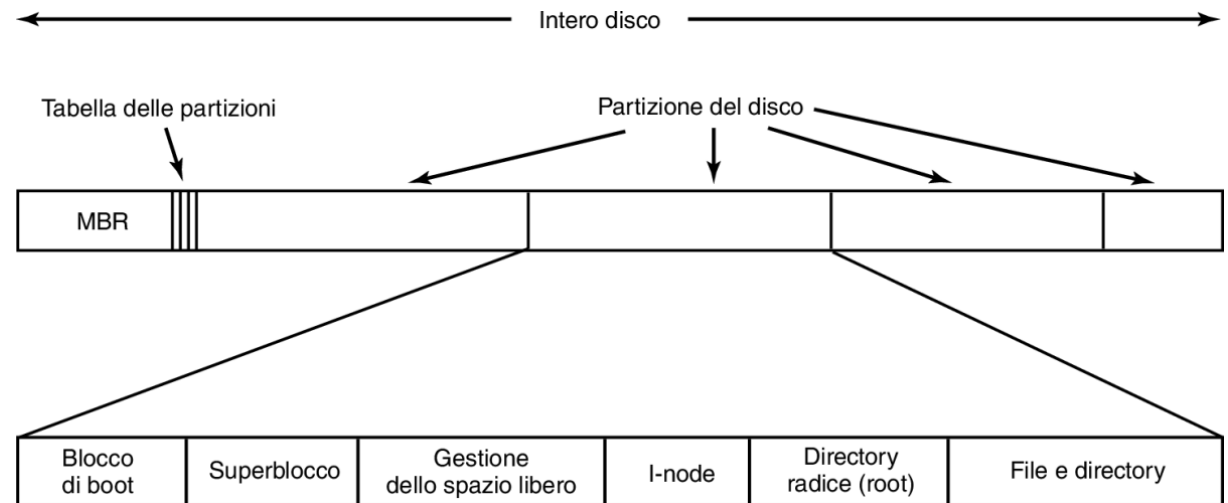 Intero disco
Tabella delle partizioni
Partizione del disco
MBR
Blocco
di boot
Superblocco
Gestione
dello spazio libero
I-node
Directory
radice (root)
File e directory